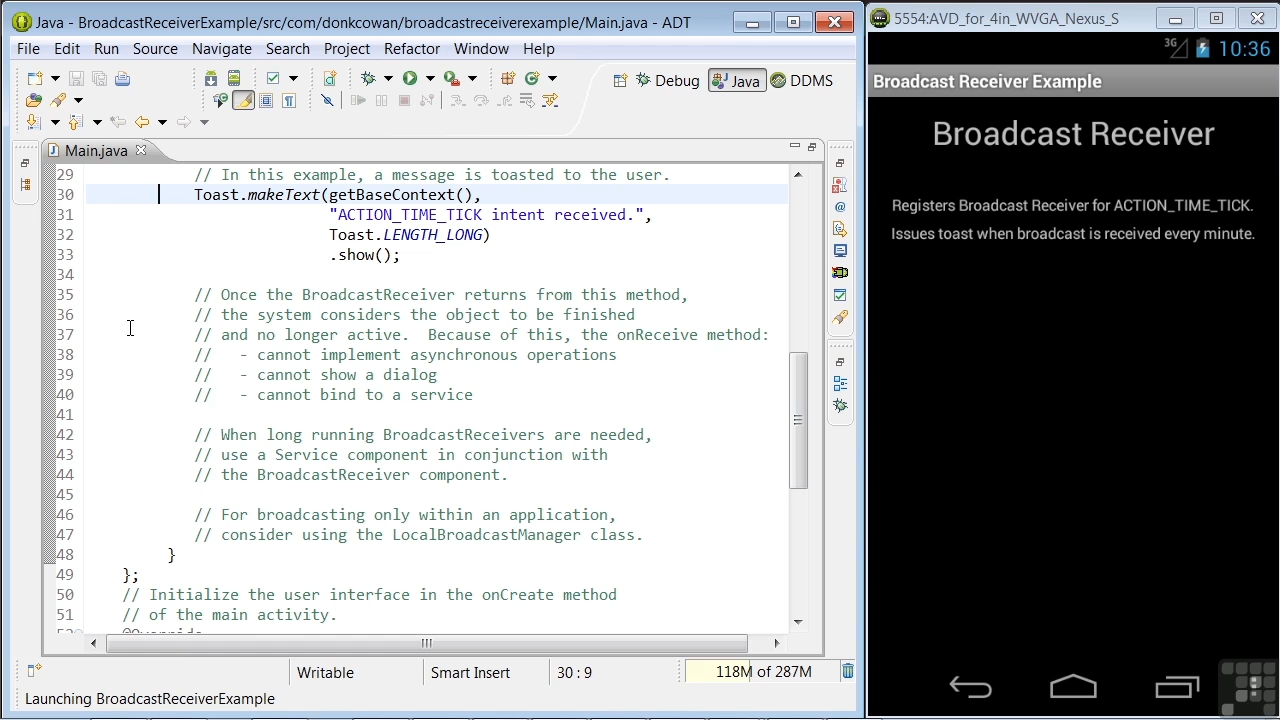 Java - BroadcastReceiverExample/src/com/donkcowan/broadcastreceiverexample/Main.java - ADT
File Edit Run Source Navigate Search Project Refactor Window Help
Debug Java DDMS
Main.java
29 // In this example, a message is toasted to the user.
30 Toast.makeText(getBaseContext(),
31 "ACTION_TIME_TICK intent received.",
32 Toast.LENGTH_LONG)
33 .show();
34
35 // Once the BroadcastReceiver returns from this method,
36 // the system considers the object to be finished
37 // and no longer active.  Because of this, the onReceive method:
38 //   - cannot implement asynchronous operations
39 //   - cannot show a dialog
40 //   - cannot bind to a service
41
42 // When long running BroadcastReceivers are needed,
43 // use a Service component in conjunction with
44 // the BroadcastReceiver component.
45
46 // For broadcasting only within an application,
47 // consider using the LocalBroadcastManager class.
48 }
49 };
50 // Initialize the user interface in the onCreate method
51 // of the main activity.
Writable Smart Insert 30 : 9 118M of 287M
Launching BroadcastReceiverExample
5554:AVD_for_4in_WVGA_Nexus_S
3G 10:36
Broadcast Receiver Example
Broadcast Receiver
Registers Broadcast Receiver for ACTION_TIME_TICK.
Issues toast when broadcast is received every minute.